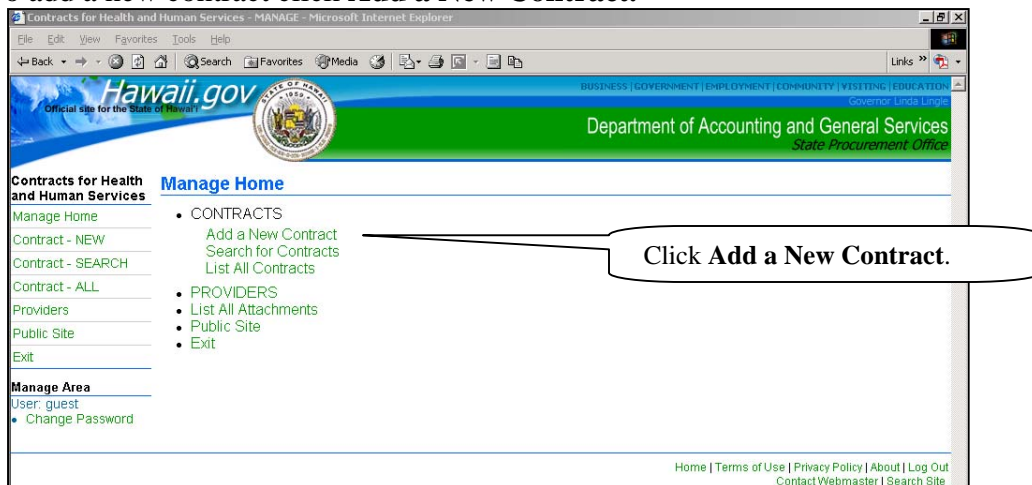 o add a new contract click Add a New Contract.
Contracts for Health and Human Services - MANAGE - Microsoft Internet Explorer
File Edit View Favorites Tools Help
Back Search Favorites Media Links »
Hawaii.gov
Official site for the State of Hawai'i
STATE OF HAWAII
1959
BUSINESS | GOVERNMENT | EMPLOYMENT | COMMUNITY | VISITING | EDUCATION
Governor Linda Lingle
Department of Accounting and General Services
State Procurement Office
Contracts for Health
and Human Services
Manage Home
Contract - NEW
Contract - SEARCH
Contract - ALL
Providers
Public Site
Exit
Manage Area
User: guest
• Change Password
Manage Home
• CONTRACTS
Add a New Contract
Search for Contracts
List All Contracts
• PROVIDERS
• List All Attachments
• Public Site
• Exit
Click Add a New Contract.
Home | Terms of Use | Privacy Policy | About | Log Out
Contact Webmaster | Search Site